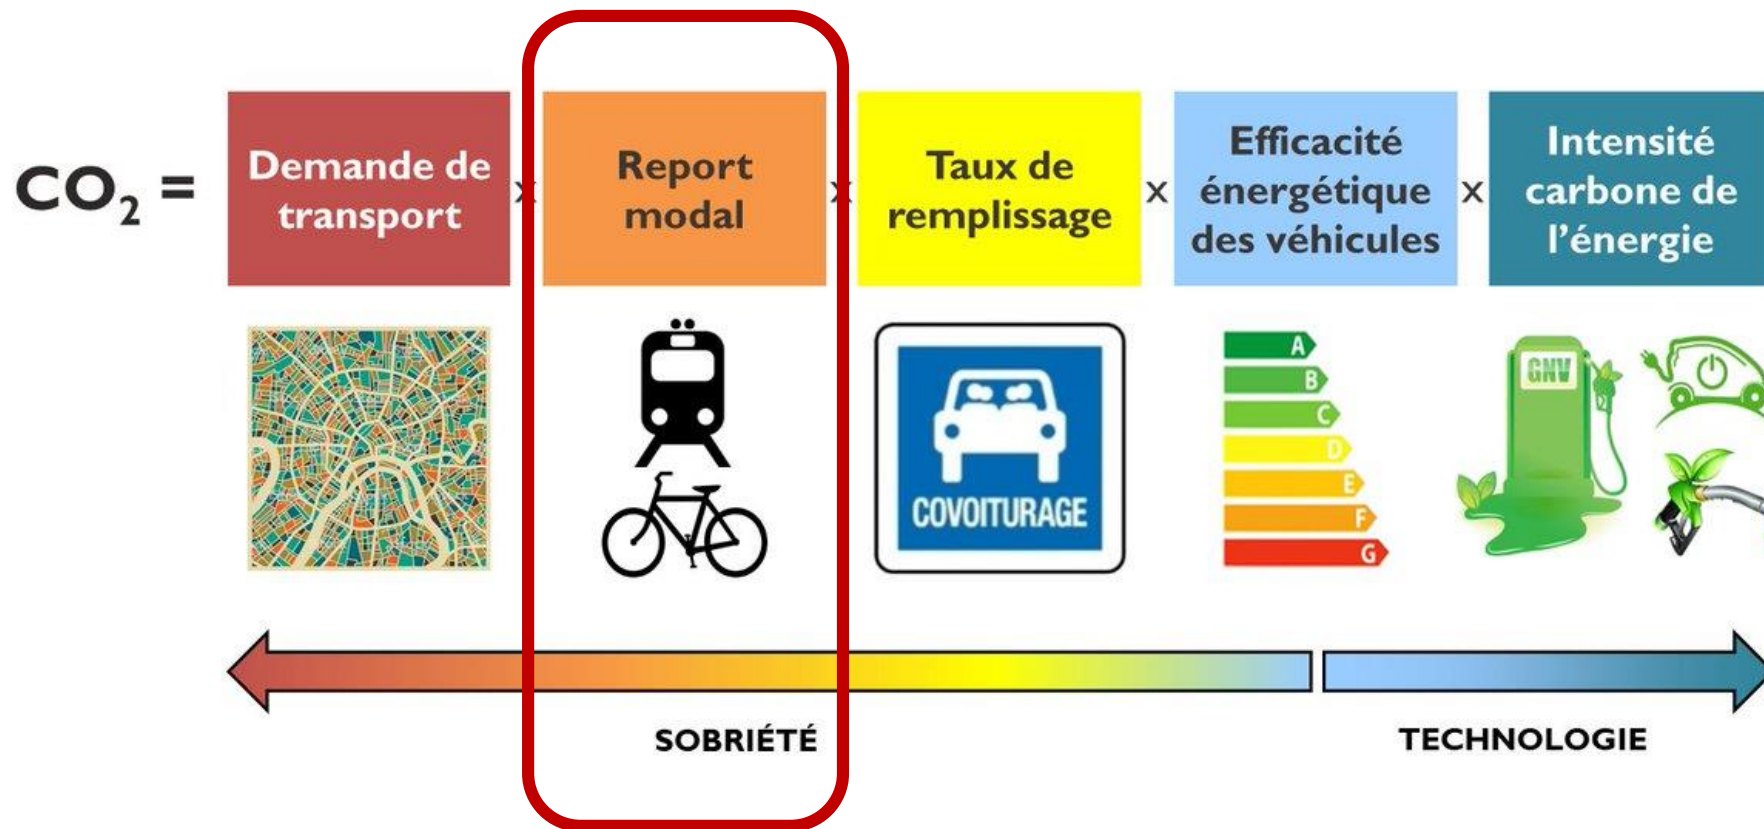 CO₂ =
Demande de
transport
x
Report
modal
x
Taux de
remplissage
x
Efficacité
énergétique
des véhicules
x
Intensité
carbone de
l'énergie
COVOITURAGE
A
B
C
D
E
F
G
GNV
SOBRIÉTÉ
TECHNOLOGIE